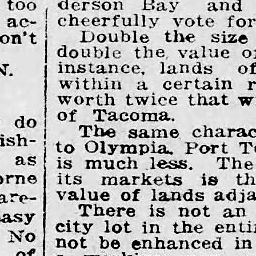 too
ac-
on't
N.
do
ish-
as
orne
are-
easy
No
of
derson Bay and
cheerfully vote for
Double the size
double the value o
instance, lands of
within a certain r
worth twice that w
of Tacoma.
The same charac
to Olympia, Port To
is much less. The
its markets is th
value of lands adja
There is not an
city lot in the enti
not be enhanced in